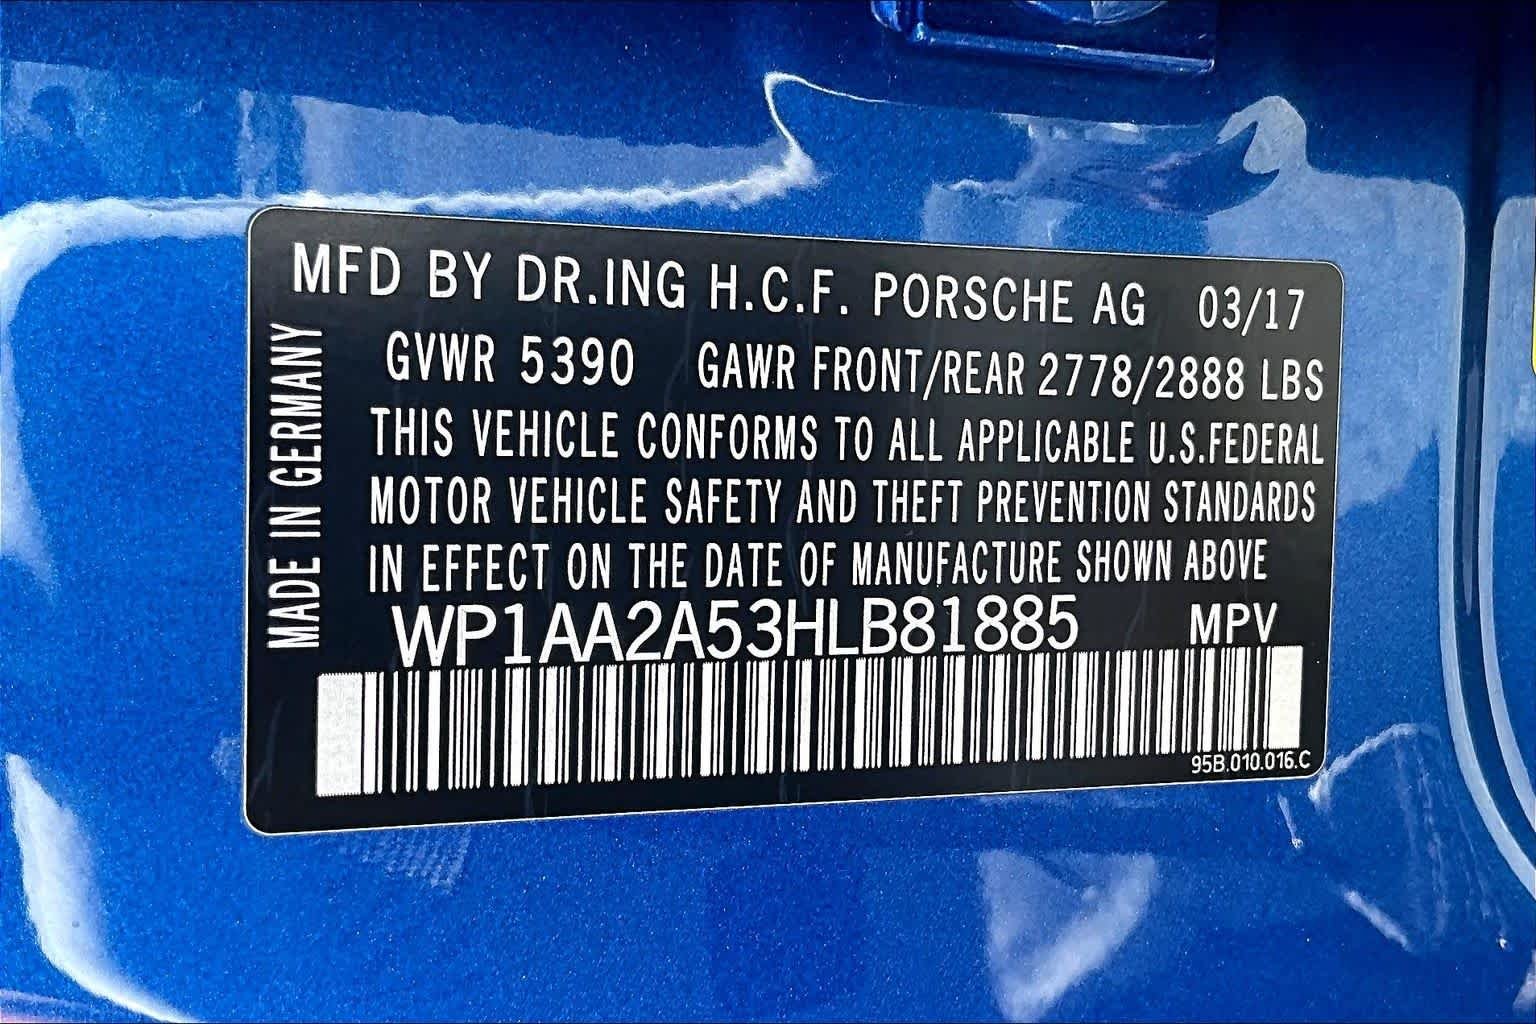 MFD BY DR.ING H.C.F. PORSCHE AG 03/17
GVWR 5390 GAWR FRONT/REAR 2778/2888 LBS
THIS VEHICLE CONFORMS TO ALL APPLICABLE U.S.FEDERAL
MOTOR VEHICLE SAFETY AND THEFT PREVENTION STANDARDS
IN EFFECT ON THE DATE OF MANUFACTURE SHOWN ABOVE
WP1AA2A53HLB81885 MPV
95B.010.016.C
MADE IN GERMANY